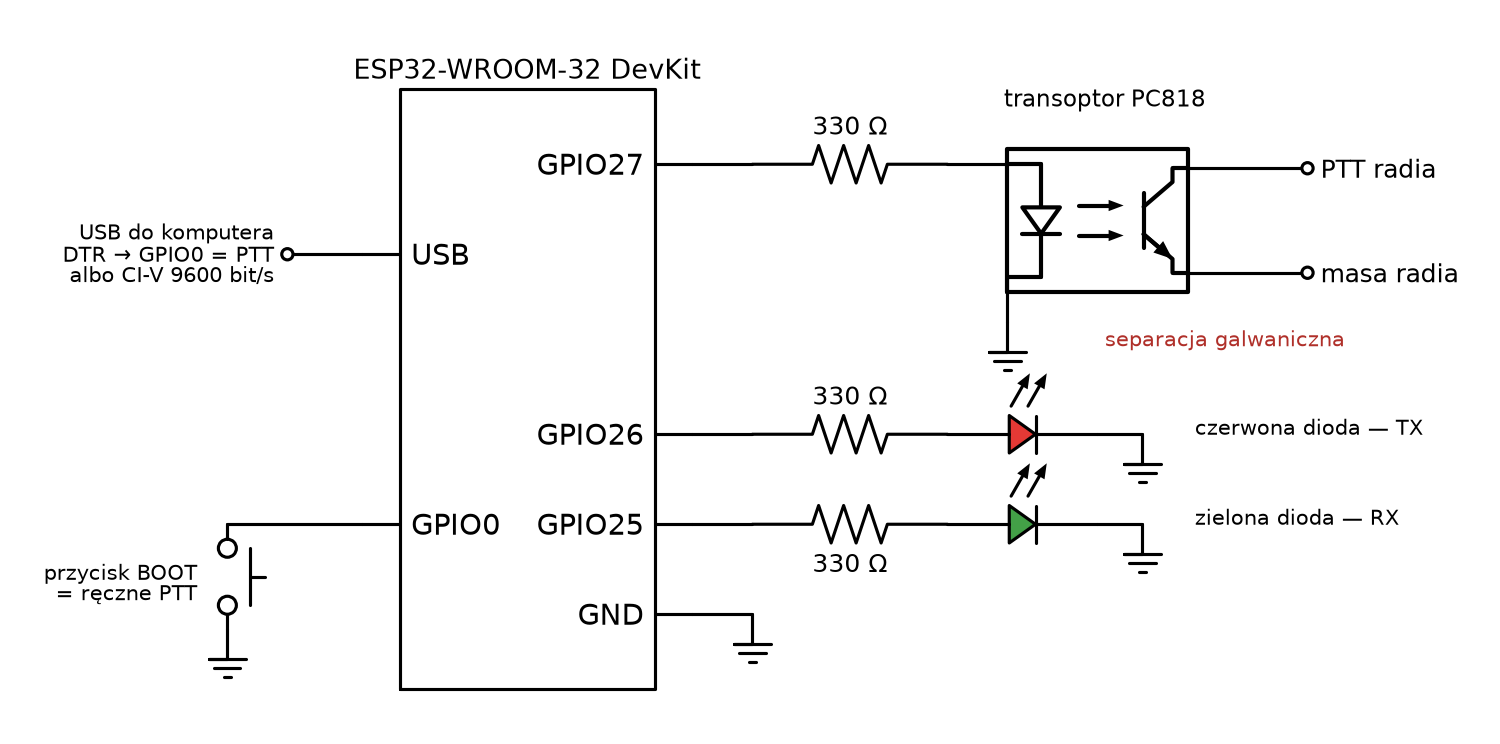 ESP32-WROOM-32 DevKit
transoptor PC818
330 Ω
GPIO27
PTT radia
USB do komputera
DTR → GPIO0 = PTT
albo CI-V 9600 bit/s
USB
masa radia
separacja galwaniczna
330 Ω
GPIO26
czerwona dioda — TX
GPIO0
GPIO25
zielona dioda — RX
330 Ω
przycisk BOOT
= ręczne PTT
GND